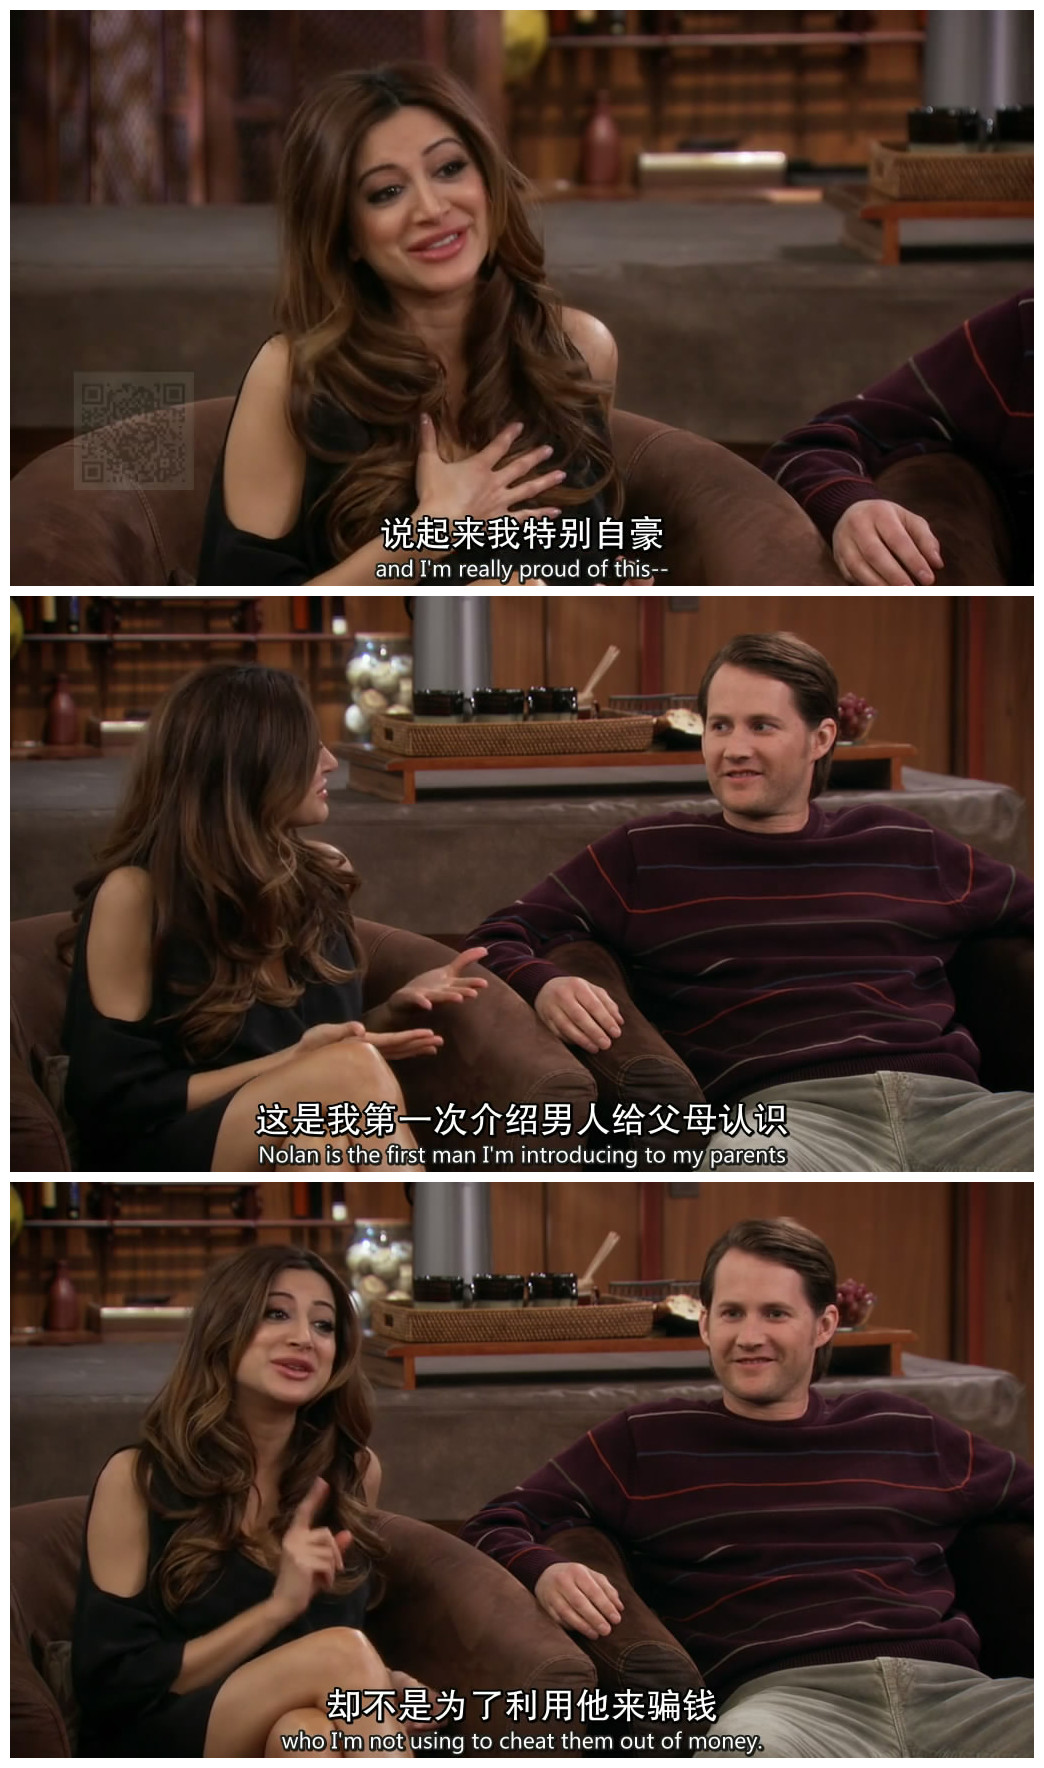 说起来我特别自豪
and I'm really proud of this--
这是我第一次介绍男人给父母认识
Nolan is the first man I'm introducing to my parents
却不是为了利用他来骗钱
who I'm not using to cheat them out of money.